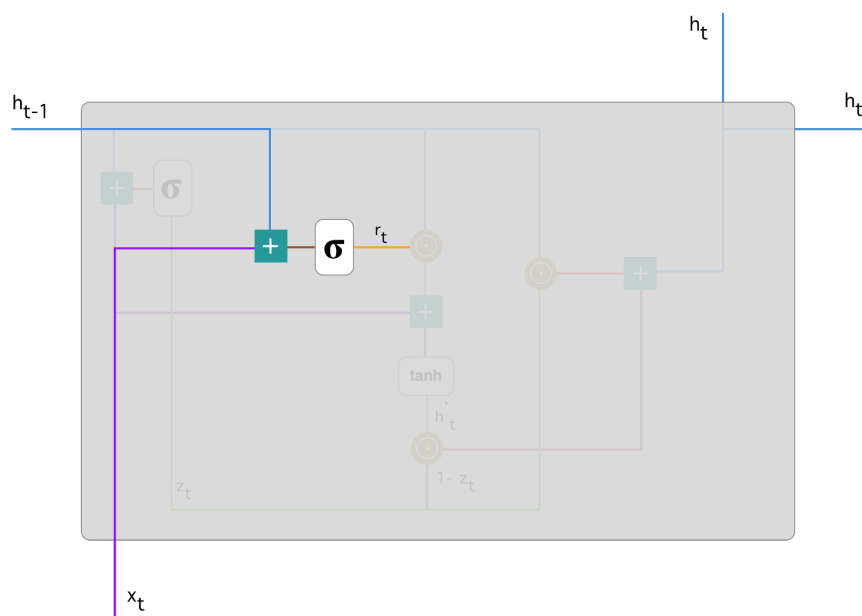 h_t
h_t-1
h_t
+
σ
+
σ
r_t
+
+
tanh
h'_t
z_t
1- z_t
x_t